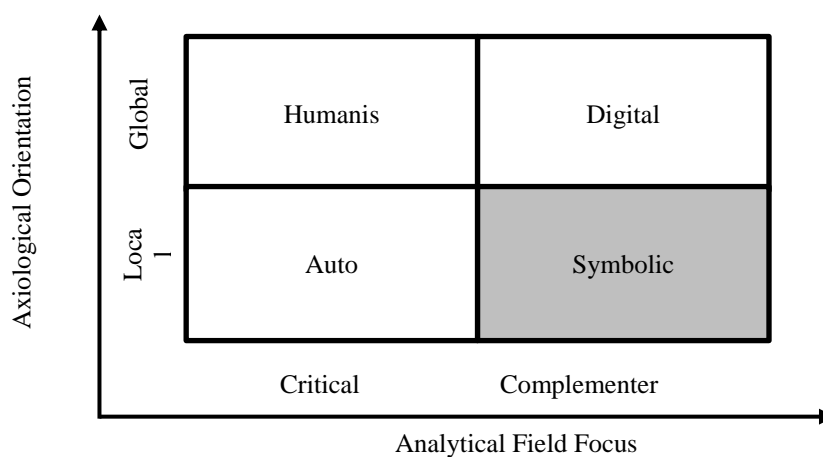 Axiological Orientation
Global
Humanis
Digital
Loca
l
Auto
Symbolic
Critical
Complementer
Analytical Field Focus